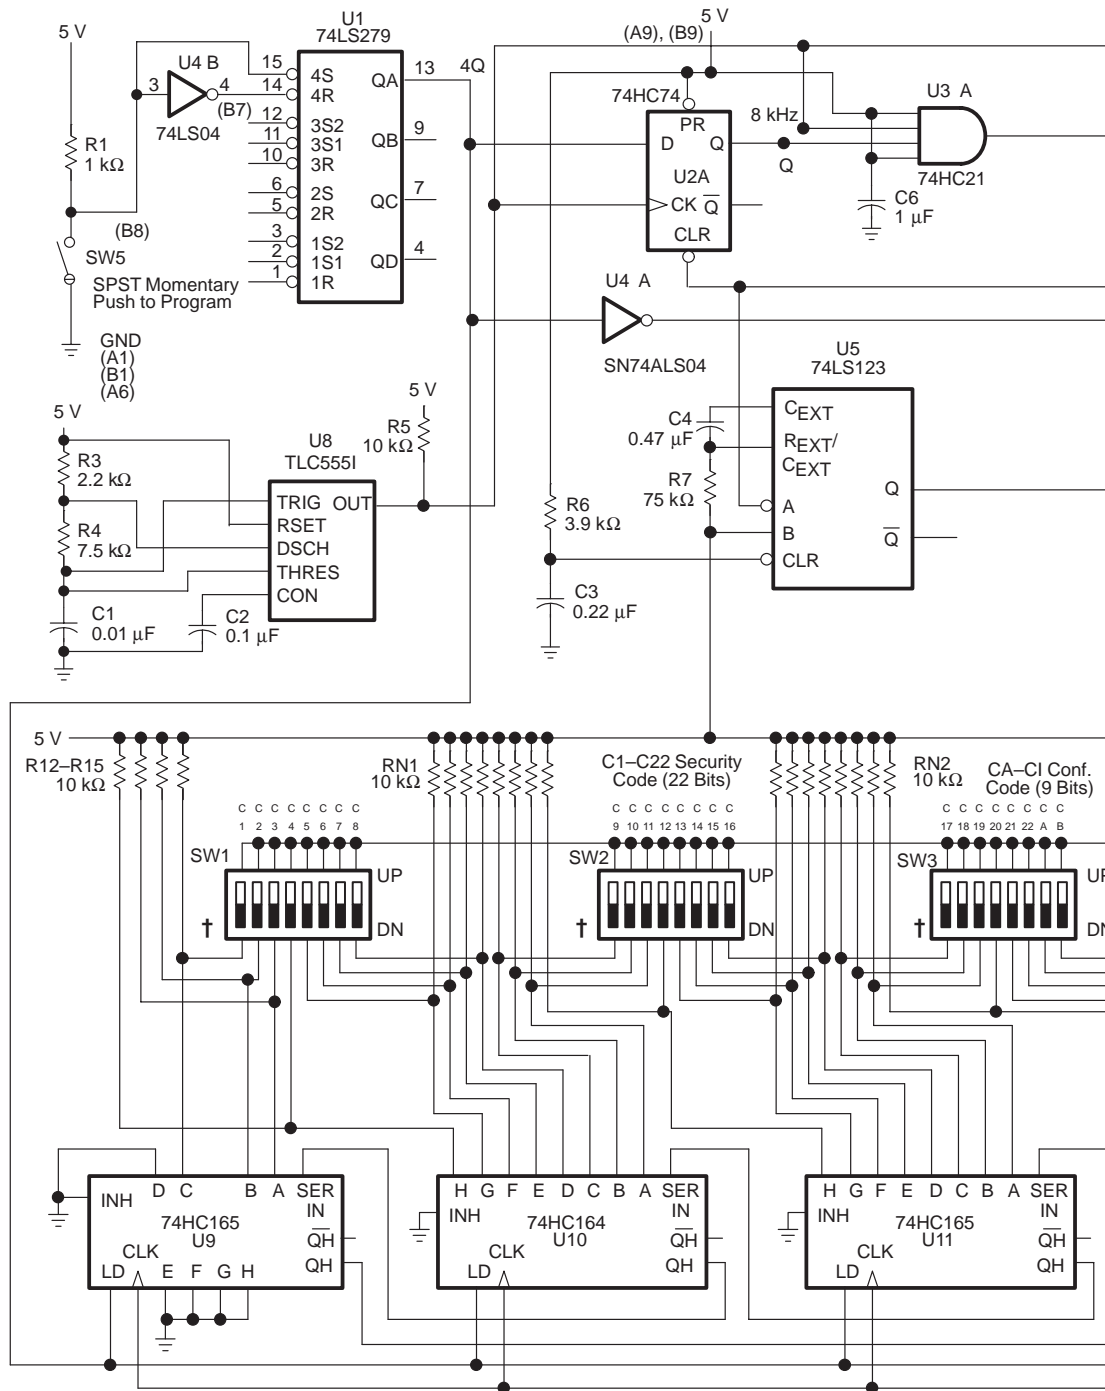 5 V
U1
74LS279
15
4S
U4 B
3
4
14
4R
(B7)
74LS04
12
3S2
11
3S1
10
3R
6
2S
5
2R
3
1S2
2
1S1
1
1R
QA
13
4Q
QB
9
QC
7
QD
4
R1
1 kΩ
(B8)
SW5
SPST Momentary
Push to Program
GND
(A1)
(B1)
(A6)
5 V
(A9), (B9)
74HC74
PR
D
Q
U2A
CK
Q
CLR
8 kHz
Q
U3 A
74HC21
C6
1 μF
U4 A
SN74ALS04
U5
74LS123
CEXT
REXT/
CEXT
A
B
CLR
Q
Q
C4
0.47 μF
R7
75 kΩ
R6
3.9 kΩ
C3
0.22 μF
5 V
R3
2.2 kΩ
R4
7.5 kΩ
C1
0.01 μF
C2
0.1 μF
U8
TLC555I
TRIG
OUT
RSET
DSCH
THRES
CON
5 V
R5
10 kΩ
5 V
R12–R15
10 kΩ
RN1
10 kΩ
C1–C22 Security
Code (22 Bits)
RN2
10 kΩ
CA–CI Conf.
Code (9 Bits)
C C C C C C C C
1 2 3 4 5 6 7 8
SW1
UP
DN
†
C C C C C C C C
9 10 11 12 13 14 15 16
SW2
UP
DN
†
C C C C C C C C
17 18 19 20 21 22 A B
SW3
UP
DN
†
D C B A SER
IN
INH
74HC165
U9
QH
CLK
QH
LD
E F G H
H G F E D C B A SER
IN
INH
74HC164
U10
QH
CLK
QH
LD
H G F E D C B A SER
IN
INH
74HC165
U11
QH
CLK
QH
LD